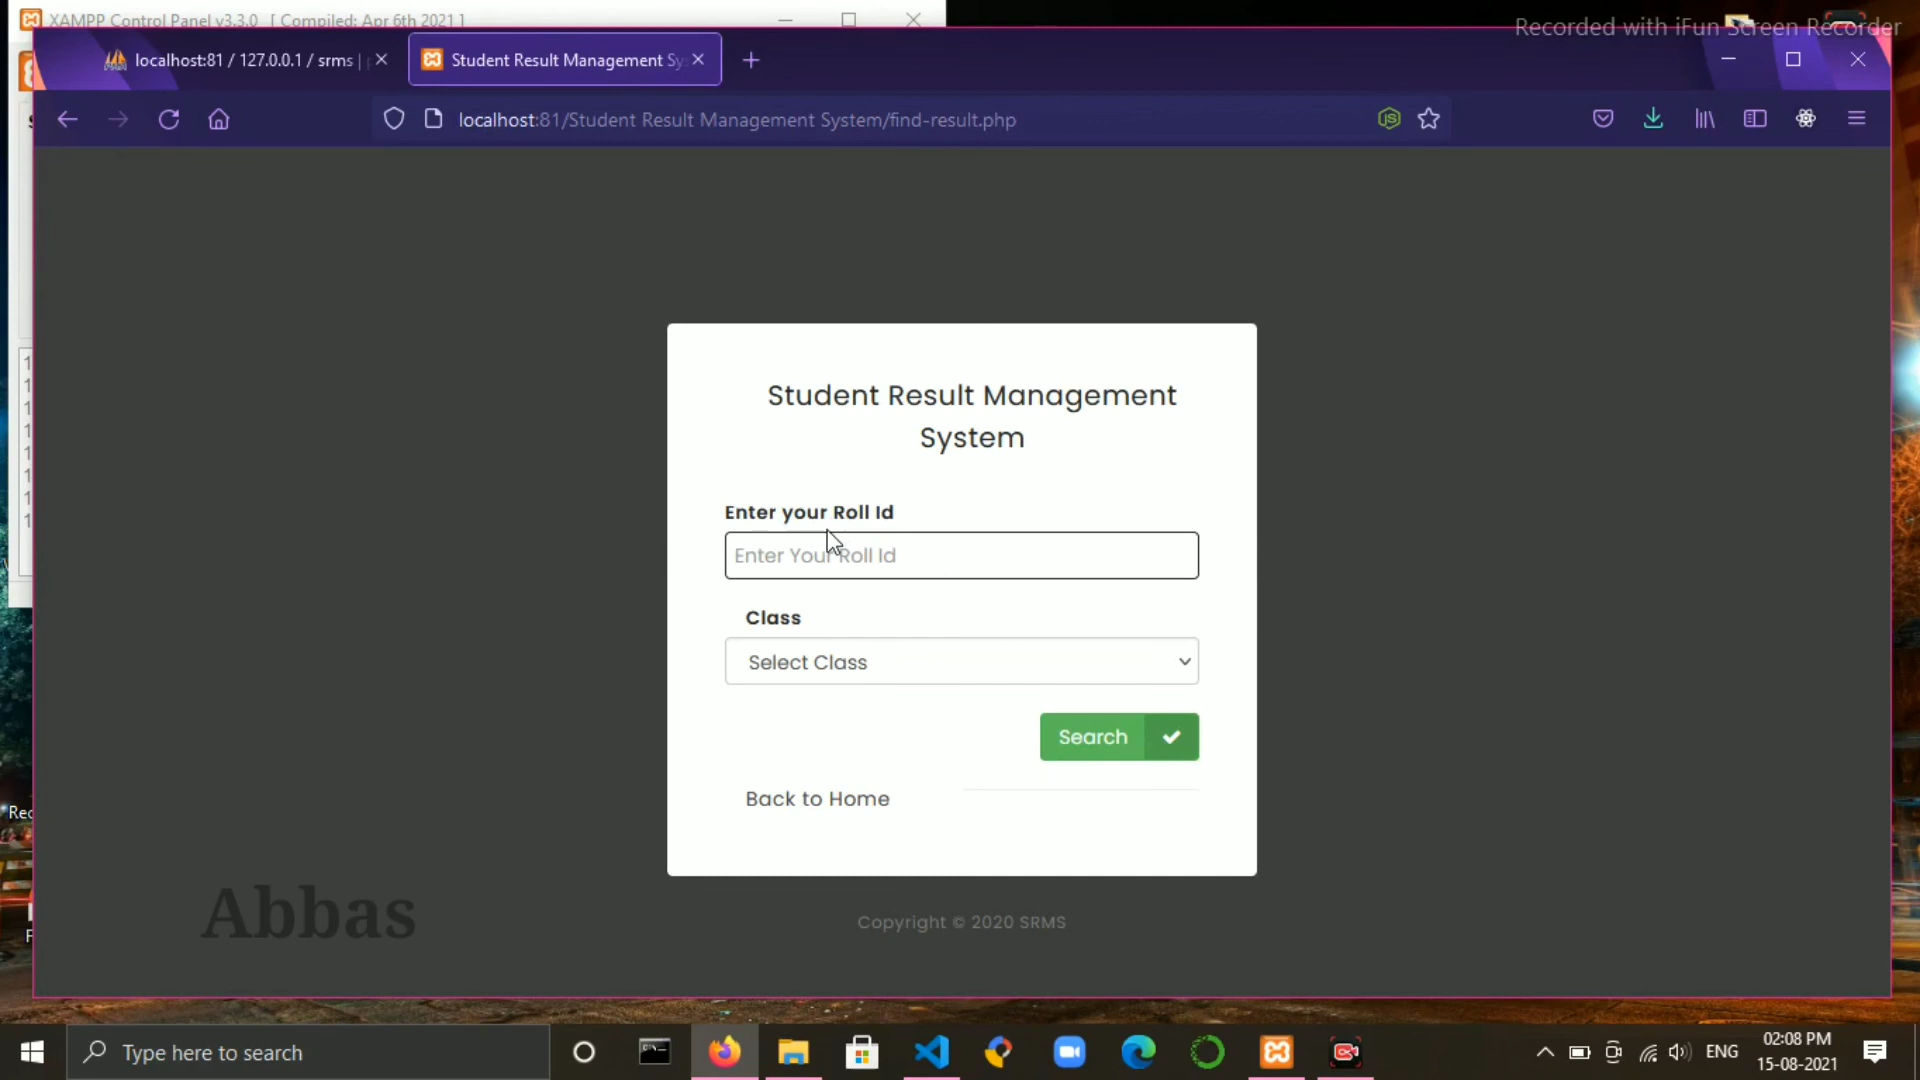 XAMPP Control Panel v3.3.0 [ Compiled: Apr 6th 2021 ]
Recorded with iFun Screen Recorder
localhost:81 / 127.0.0.1 / srms |
Student Result Management Sy
localhost:81/Student Result Management System/find-result.php
Student Result Management
System
Enter your Roll Id
Enter Your Roll Id
Class
Select Class
Search
Back to Home
Abbas
Copyright © 2020 SRMS
Type here to search
ENG
02:08 PM
15-08-2021